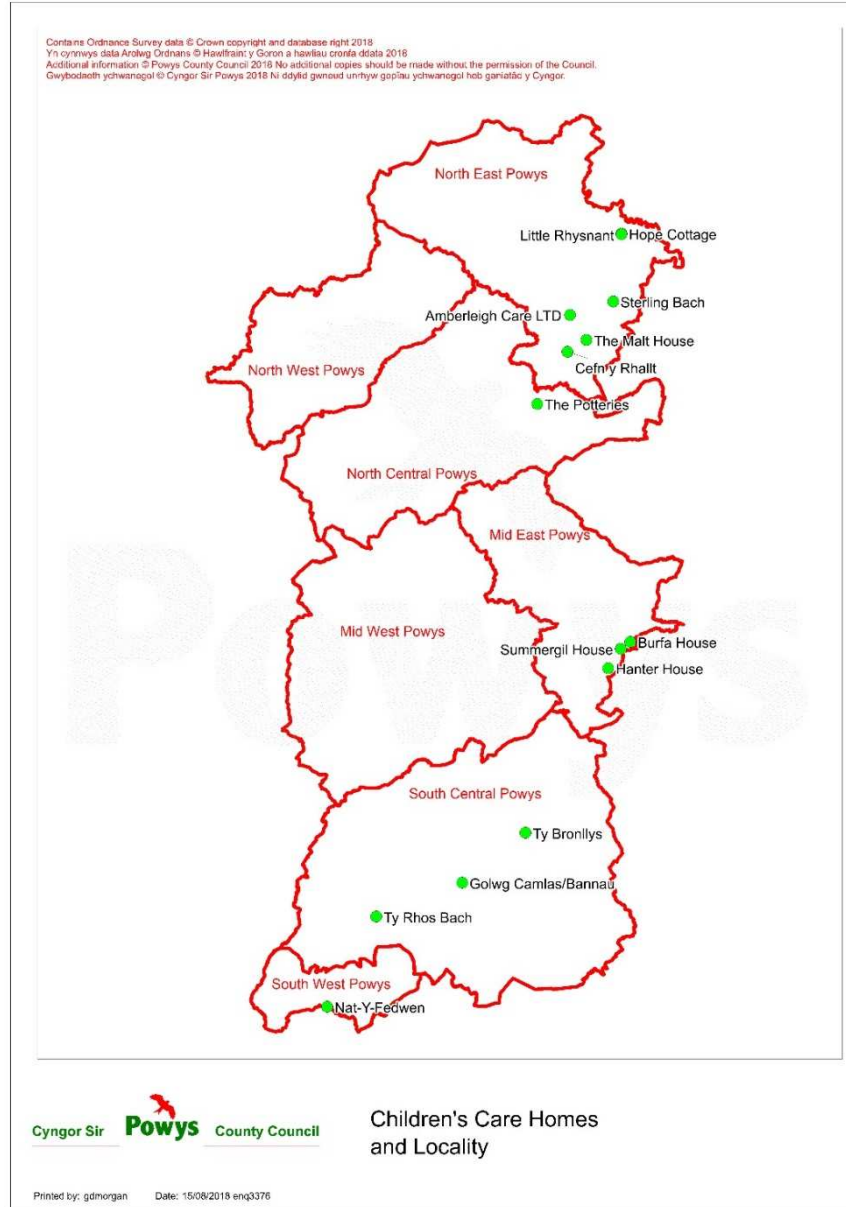 Contains Ordnance Survey data © Crown copyright and database right 2018
Yn cynnwys data Arolwg Ordnans © Hawlfraint y Goron a hawliau cronfa ddata 2018
Additional information © Powys County Council 2018 No additional copies should be made without the permission of the Council.
Gwybodaeth ychwanegol © Cyngor Sir Powys 2018 Ni ddylid gwneud unrhyw gopïau ychwanegol heb ganiatâd y Cyngor.
North East Powys
Little Rhysnant
Hope Cottage
Sterling Bach
Amberleigh Care LTD
The Malt House
Cefn y Rhallt
North West Powys
The Potteries
North Central Powys
Mid East Powys
Mid West Powys
Burfa House
Summergil House
Hanter House
Powys
South Central Powys
Ty Bronllys
Golwg Camlas/Bannau
Ty Rhos Bach
South West Powys
Nat-Y-Fedwen
Cyngor Sir Powys County Council
Children's Care Homes
and Locality
Printed by: gdmorgan Date: 15/08/2018 enq3376